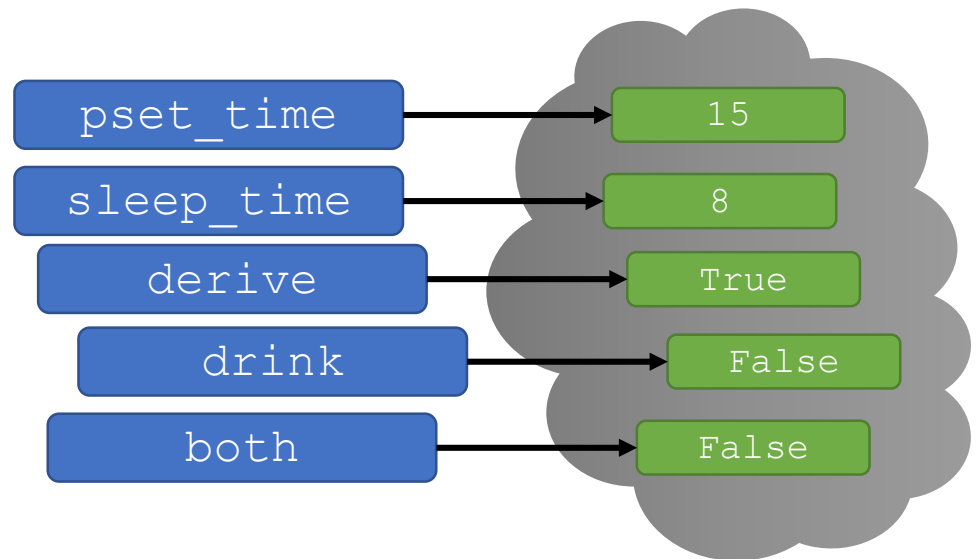 pset_time 15
sleep_time 8
derive True
drink False
both False